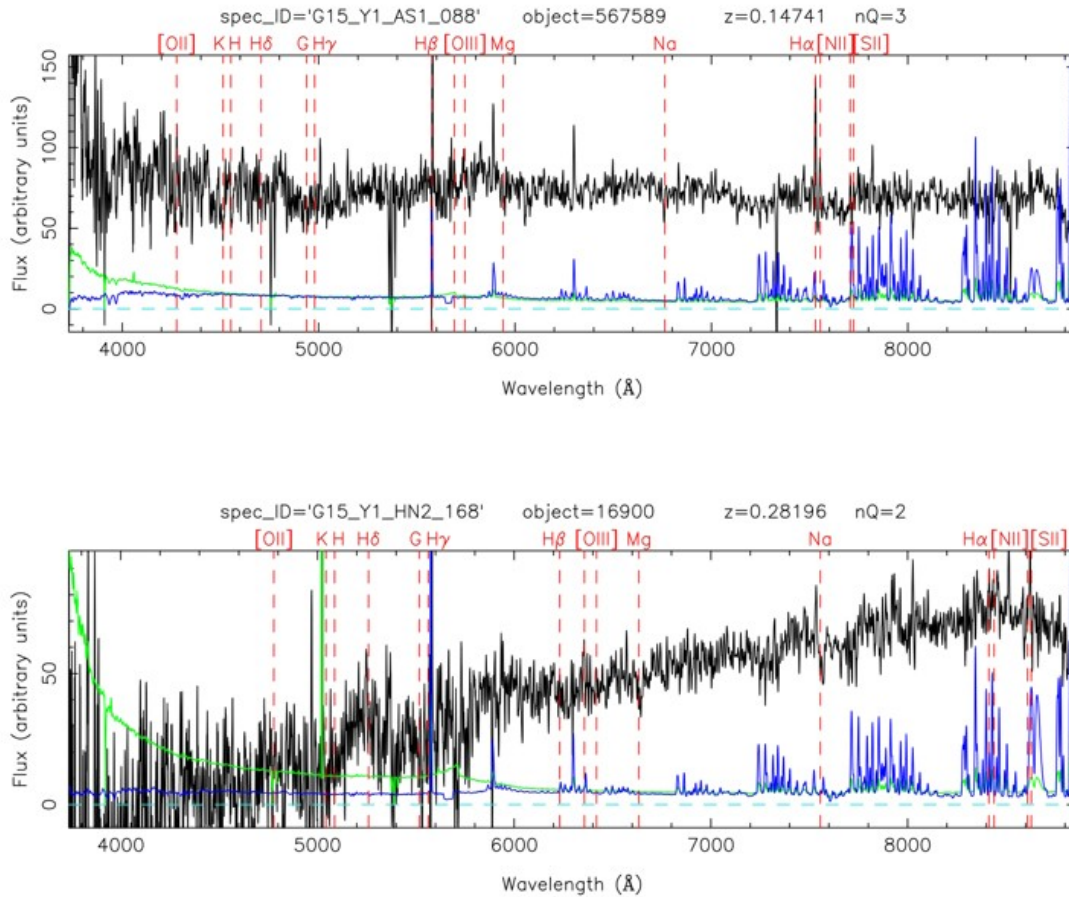 spec_ID='G15_Y1_AS1_088' object=567589 z=0.14741 nQ=3
[OII] K H Hδ G Hγ Hβ [OIII] Mg Na Hα [NII] [SII]
150
100
50
0
Flux (arbitrary units)
4000 5000 6000 7000 8000
Wavelength (Å)
spec_ID='G15_Y1_HN2_168' object=16900 z=0.28196 nQ=2
[OII] K H Hδ G Hγ Hβ [OIII] Mg Na Hα [NII] [SII]
50
0
Flux (arbitrary units)
4000 5000 6000 7000 8000
Wavelength (Å)